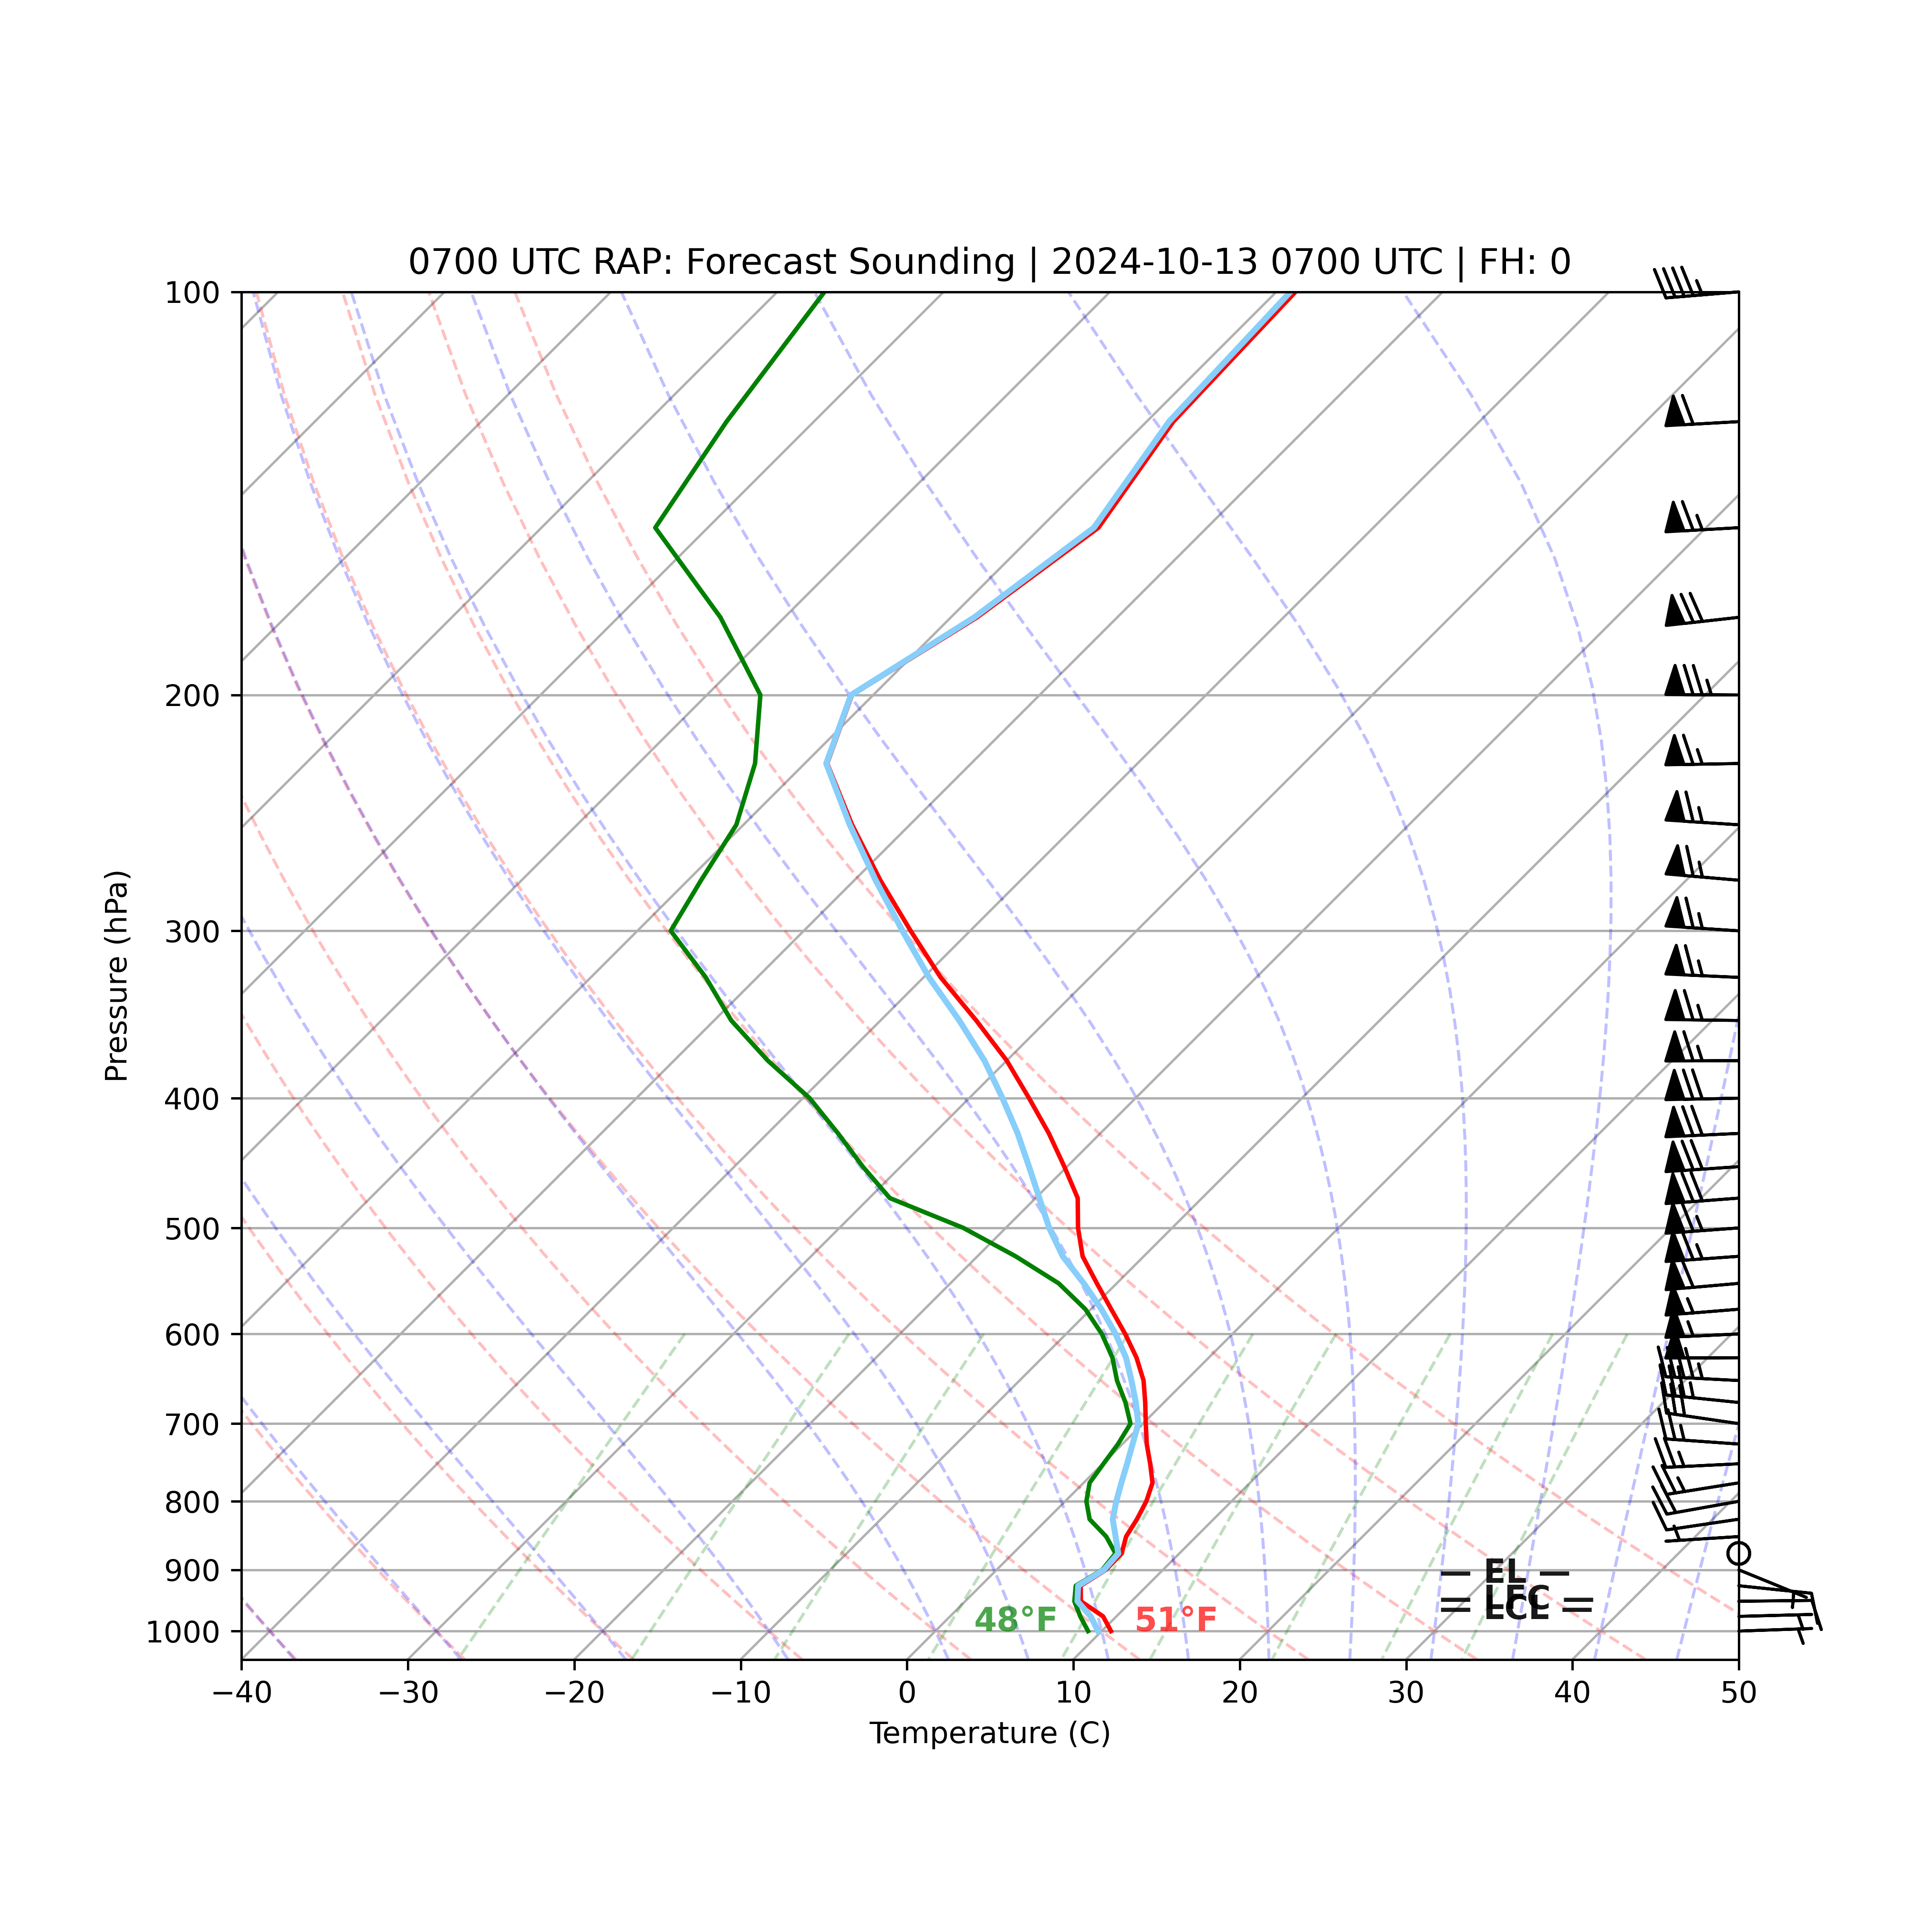 0700 UTC RAP: Forecast Sounding | 2024-10-13 0700 UTC | FH: 0
100
200
300
400
500
600
700
800
900
1000
Pressure (hPa)
— EL —
— LFC —
— LCL —
48°F 51°F
−40 −30 −20 −10 0 10 20 30 40 50
Temperature (C)